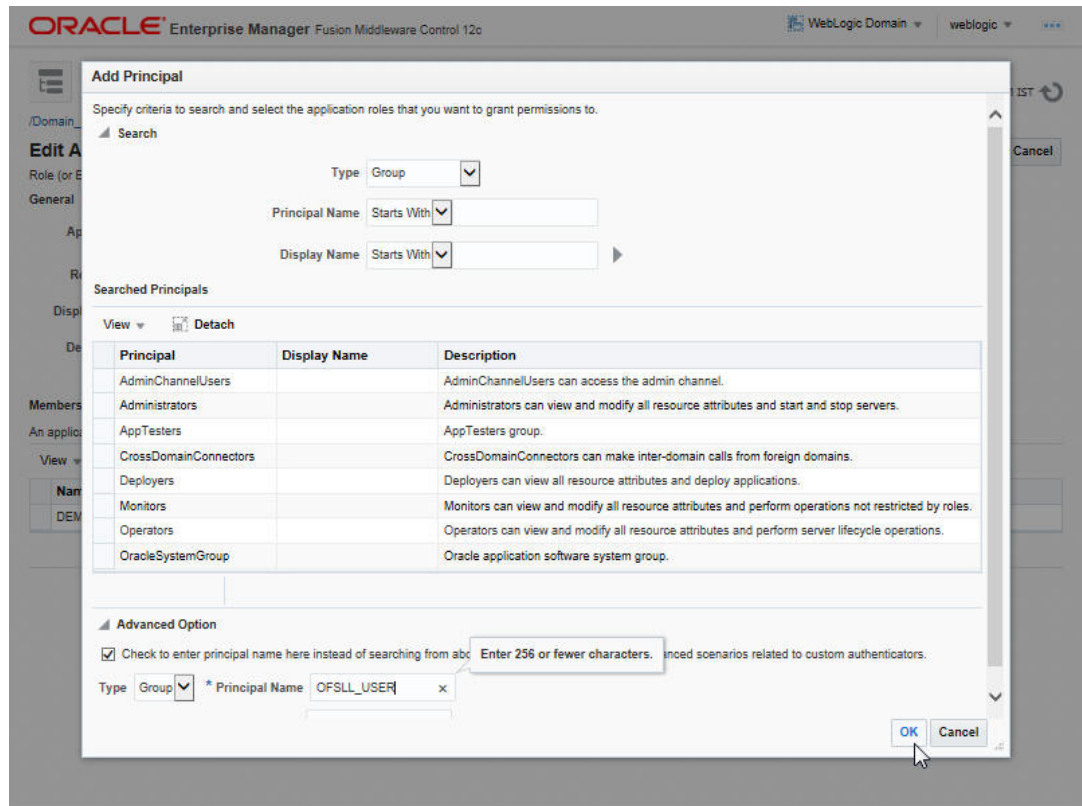 ORACLE Enterprise Manager Fusion Middleware Control 12c
WebLogic Domain weblogic
Add Principal
IST
Specify criteria to search and select the application roles that you want to grant permissions to.
/Domain_
Search
Edit A
Cancel
Role (or E
Type Group
General
Principal Name Starts With
Ap
Display Name Starts With
Searched Principals
Displ
View Detach
De
Principal Display Name Description
AdminChannelUsers AdminChannelUsers can access the admin channel.
Members
Administrators Administrators can view and modify all resource attributes and start and stop servers.
An applica
AppTesters AppTesters group.
View
CrossDomainConnectors CrossDomainConnectors can make inter-domain calls from foreign domains.
Deployers Deployers can view all resource attributes and deploy applications.
Nam
Monitors Monitors can view and modify all resource attributes and perform operations not restricted by roles.
DEM
Operators Operators can view and modify all resource attributes and perform server lifecycle operations.
OracleSystemGroup Oracle application software system group.
Advanced Option
Check to enter principal name here instead of searching from abo Enter 256 or fewer characters. anced scenarios related to custom authenticators.
Type Group * Principal Name OFSLL_USER x
OK Cancel